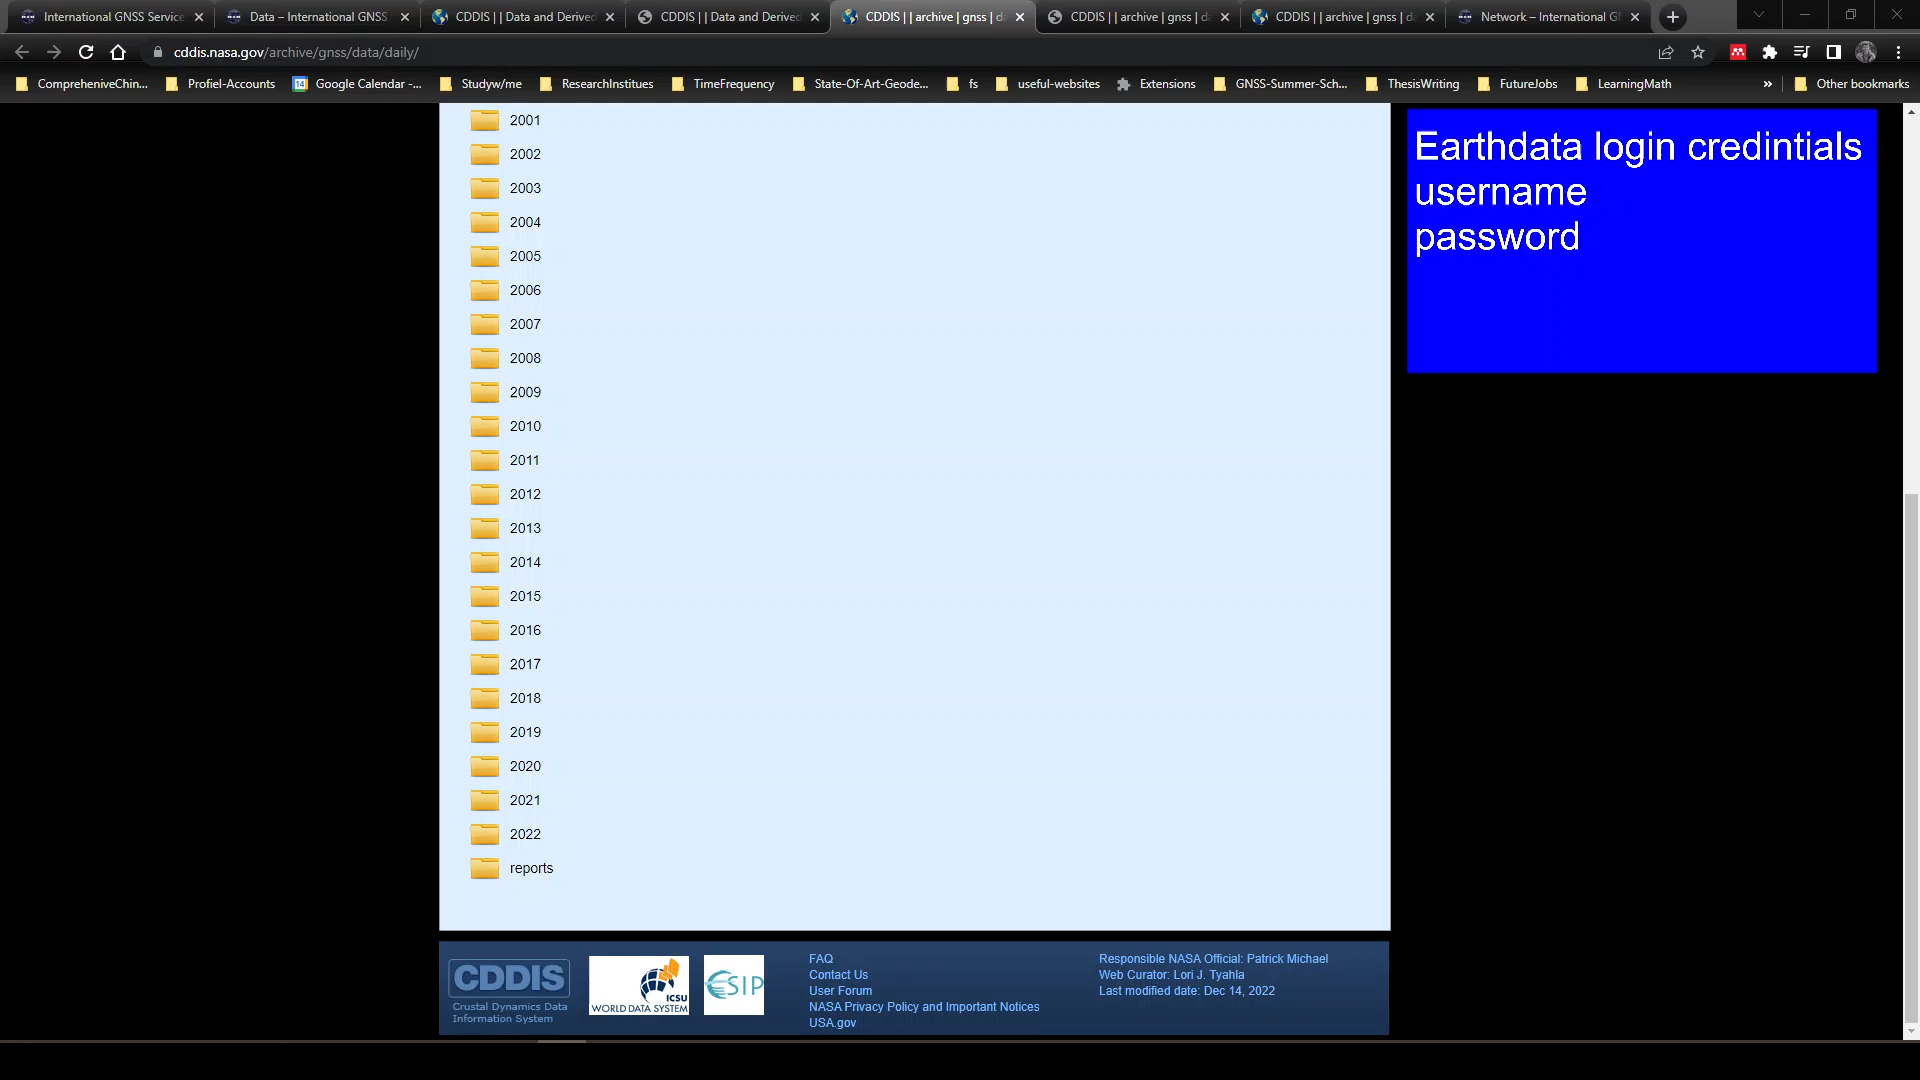 International GNSS Service
Data – International GNSS
CDDIS | | Data and Derived
CDDIS | | Data and Derived
CDDIS | | archive | gnss | da
CDDIS | | archive | gnss | da
CDDIS | | archive | gnss | da
Network – International GN
cddis.nasa.gov/archive/gnss/data/daily/
CompreheniveChin...
Profiel-Accounts
14
Google Calendar -...
Studyw/me
ResearchInstitues
TimeFrequency
State-Of-Art-Geode...
fs
useful-websites
Extensions
GNSS-Summer-Sch...
ThesisWriting
FutureJobs
LearningMath
»
Other bookmarks
2001
2002
2003
2004
2005
2006
2007
2008
2009
2010
2011
2012
2013
2014
2015
2016
2017
2018
2019
2020
2021
2022
reports
Earthdata login credintials
username
password
CDDIS
Crustal Dynamics Data
Information System
ICSU
WORLD DATA SYSTEM
ESIP
FAQ
Contact Us
User Forum
NASA Privacy Policy and Important Notices
USA.gov
Responsible NASA Official: Patrick Michael
Web Curator: Lori J. Tyahla
Last modified date: Dec 14, 2022